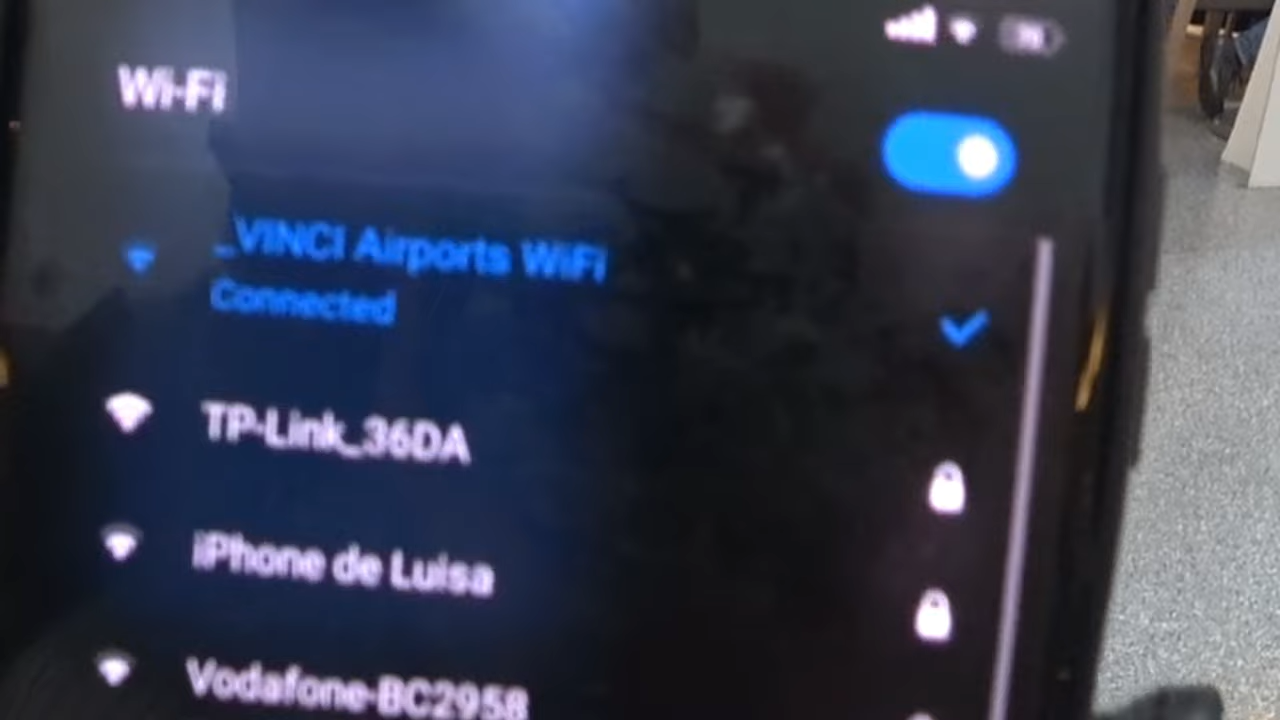 Wi-Fi
_VINCI Airports WiFi
Connected
TP-Link_36DA
iPhone de Luisa
Vodafone-BC2958